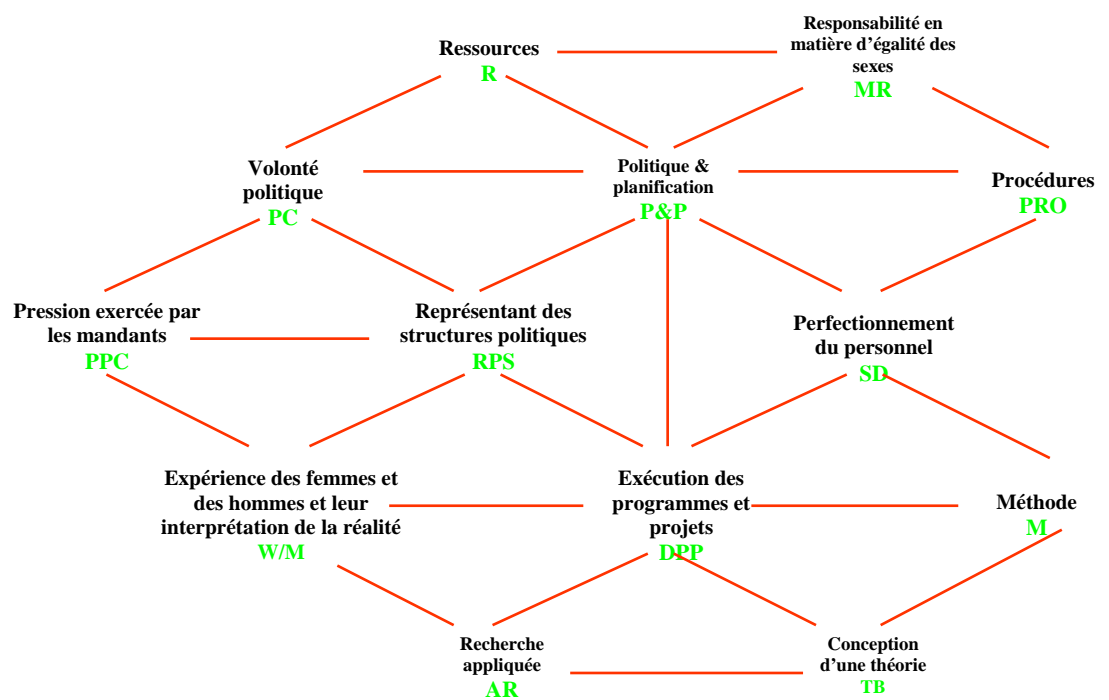 Ressources
R
Responsabilité en
matière d’égalité des
sexes
MR
Volonté
politique
PC
Politique &
planification
P&P
Procédures
PRO
Pression exercée par
les mandants
PPC
Représentant des
structures politiques
RPS
Perfectionnement
du personnel
SD
Expérience des femmes et
des hommes et leur
interprétation de la réalité
W/M
Exécution des
programmes et
projets
DPP
Méthode
M
Recherche
appliquée
AR
Conception
d’une théorie
TB